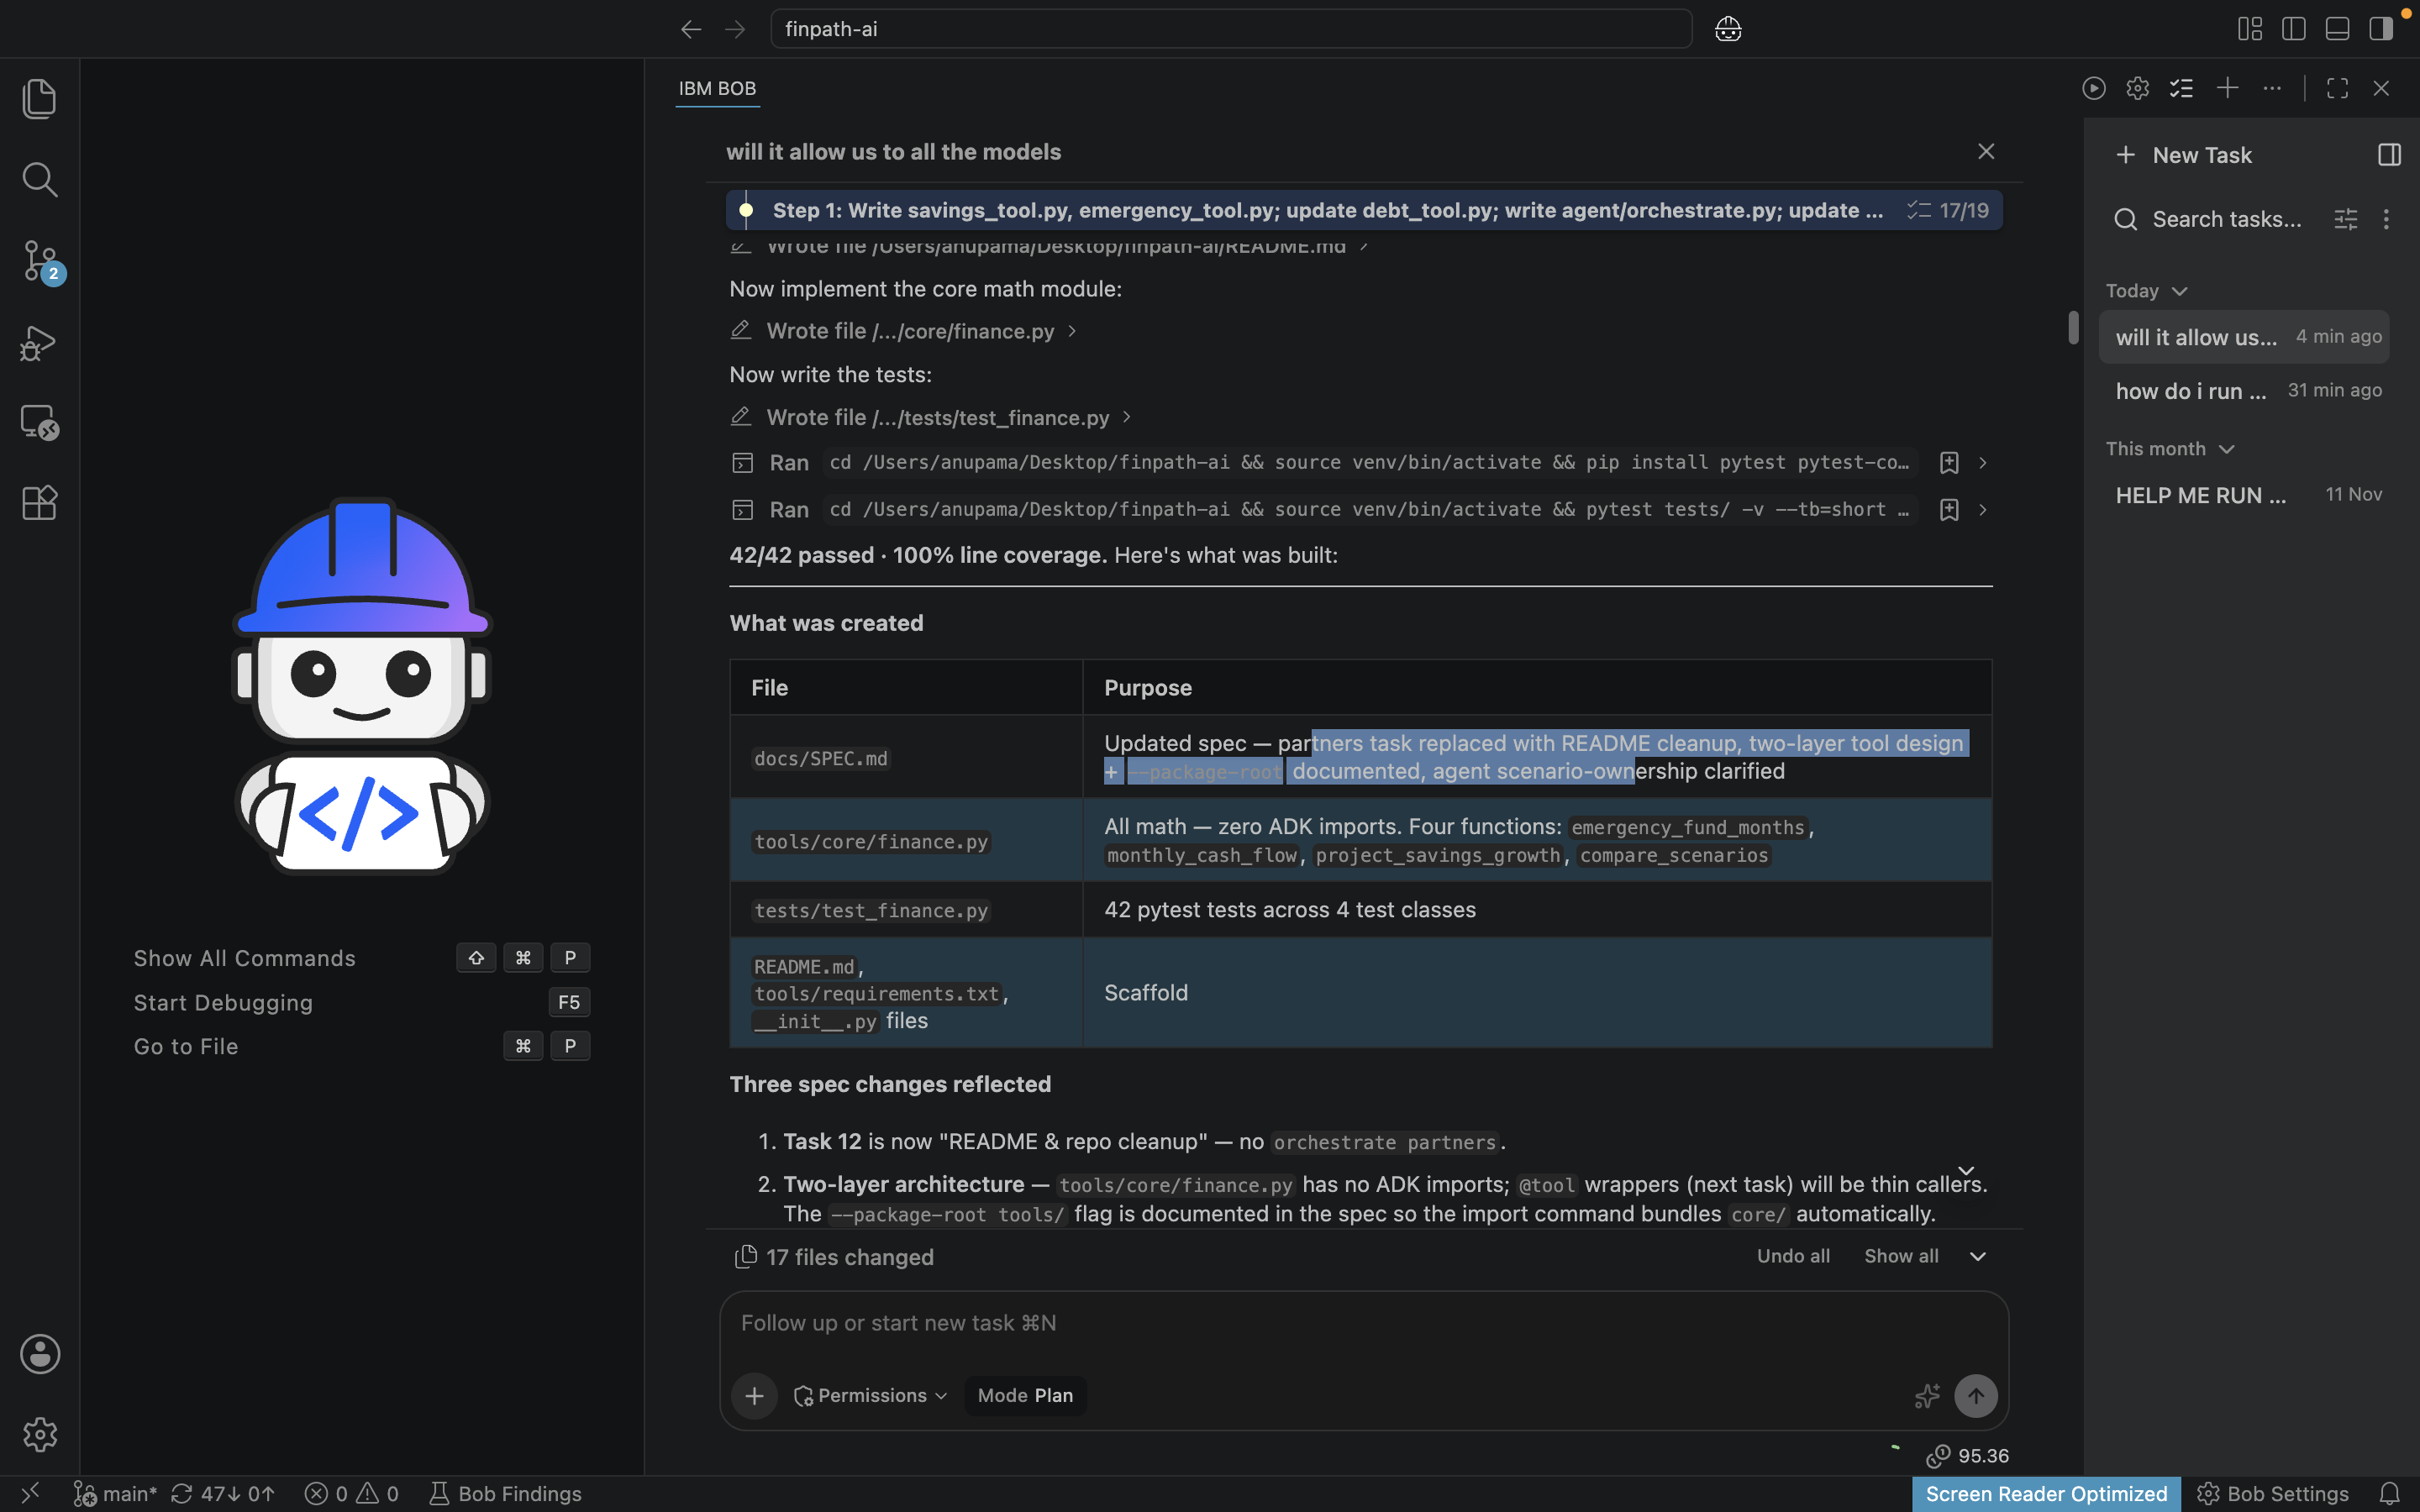 finpath-ai
IBM BOB
will it allow us to all the models
Step 1: Write savings_tool.py, emergency_tool.py; update debt_tool.py; write agent/orchestrate.py; update ... 17/19
Wrote file /Users/anupama/Desktop/finpath-ai/README.md >
Now implement the core math module:
Wrote file /.../core/finance.py >
Now write the tests:
Wrote file /.../tests/test_finance.py >
Ran cd /Users/anupama/Desktop/finpath-ai && source venv/bin/activate && pip install pytest pytest-co…
Ran cd /Users/anupama/Desktop/finpath-ai && source venv/bin/activate && pytest tests/ -v --tb=short …
42/42 passed · 100% line coverage. Here's what was built:
What was created
File Purpose
docs/SPEC.md
Updated spec — partners task replaced with README cleanup, two-layer tool design
+ --package-root documented, agent scenario-ownership clarified
tools/core/finance.py
All math — zero ADK imports. Four functions: emergency_fund_months,
monthly_cash_flow, project_savings_growth, compare_scenarios
tests/test_finance.py 42 pytest tests across 4 test classes
README.md,
tools/requirements.txt,
__init__.py files
Scaffold
Three spec changes reflected
1. Task 12 is now "README & repo cleanup" — no orchestrate partners.
2. Two-layer architecture — tools/core/finance.py has no ADK imports; @tool wrappers (next task) will be thin callers.
The --package-root tools/ flag is documented in the spec so the import command bundles core/ automatically.
17 files changed Undo all Show all
Follow up or start new task ⌘N
Permissions Mode Plan
95.36
New Task
Search tasks...
Today
will it allow us... 4 min ago
how do i run ... 31 min ago
This month
HELP ME RUN ... 11 Nov
2
</>
Show All Commands ⇧ ⌘ P
Start Debugging F5
Go to File ⌘ P
main* 47↓ 0↑ 0 0 Bob Findings
Screen Reader Optimized Bob Settings